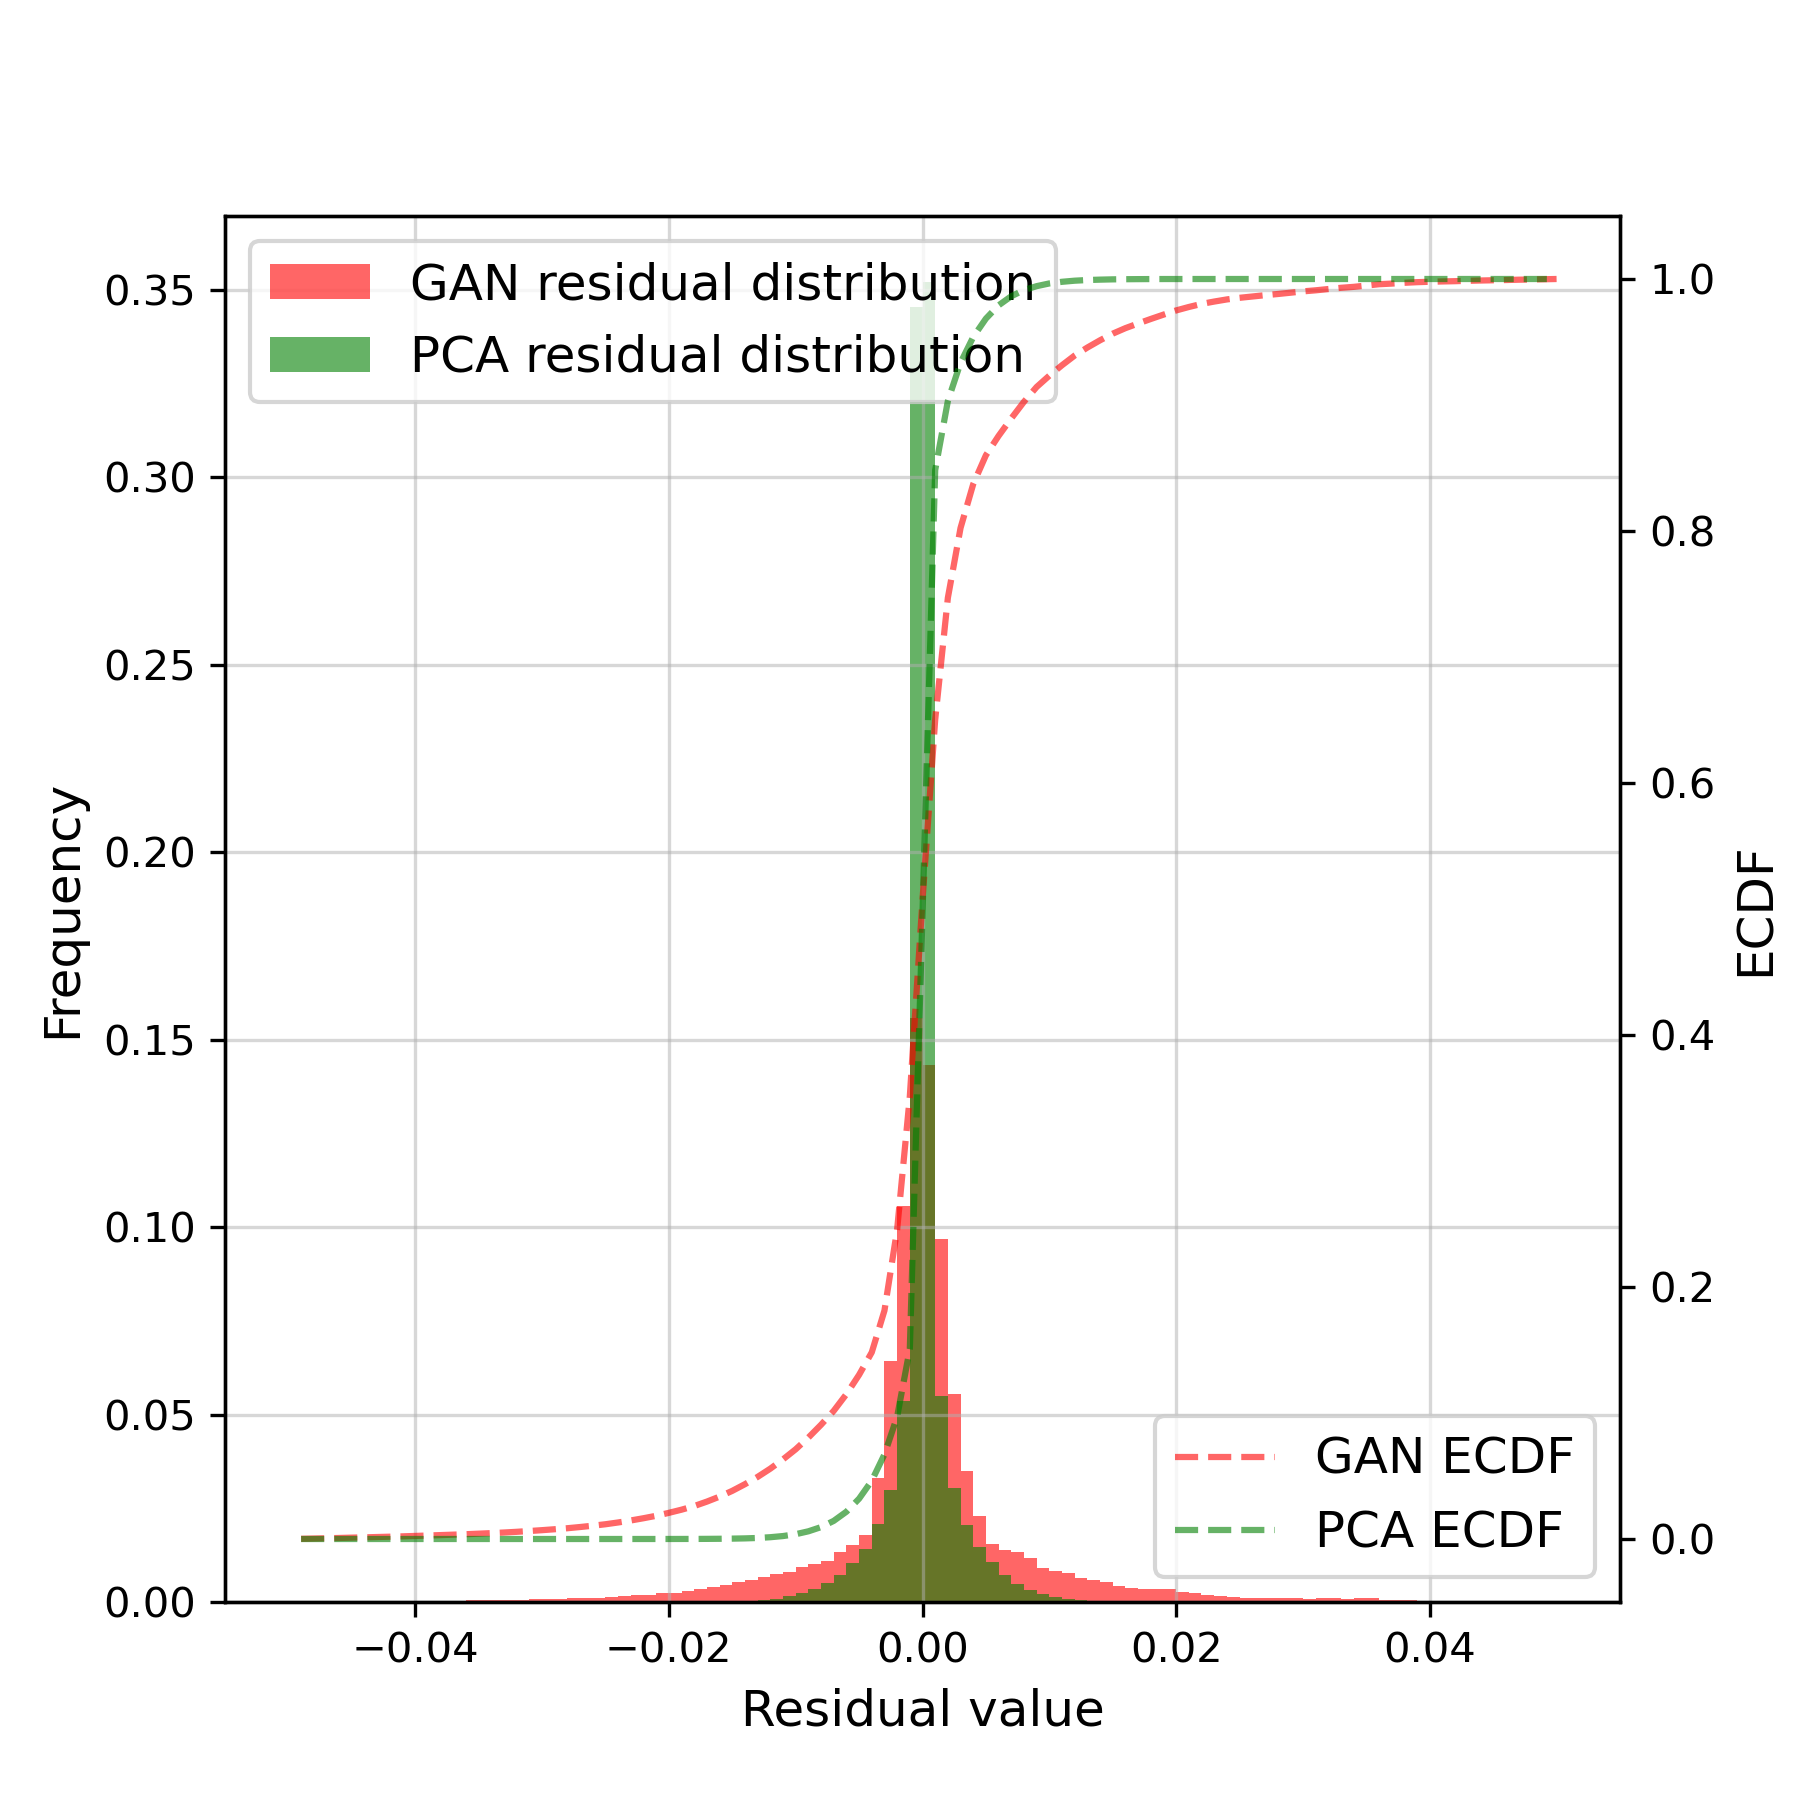 GAN residual distribution
PCA residual distribution
0.35
0.30
0.25
0.20
0.15
0.10
0.05
0.00
Frequency
1.0
0.8
0.6
0.4
0.2
0.0
ECDF
GAN ECDF
PCA ECDF
−0.04
−0.02
0.00
0.02
0.04
Residual value